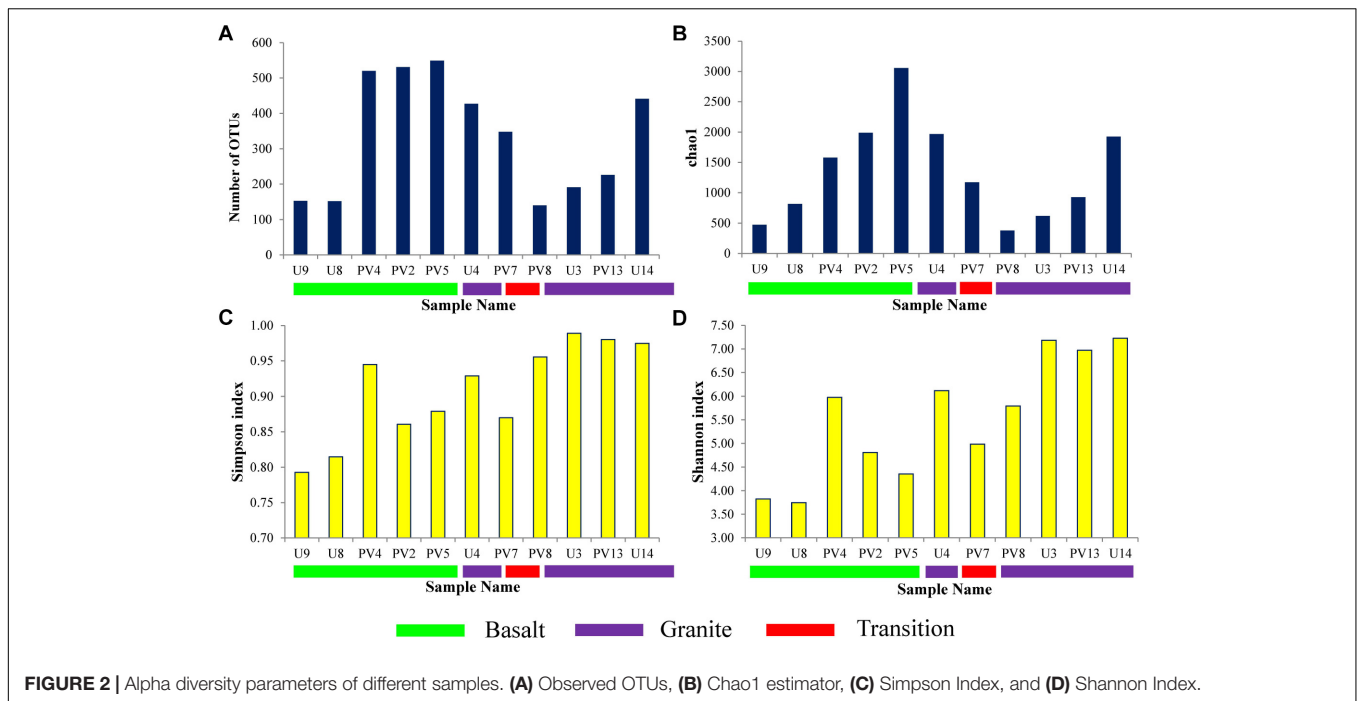 A
Number of OTUs
600
500
400
300
200
100
0
U9 U8 PV4 PV2 PV5 U4 PV7 PV8 U3 PV13 U14
Sample Name
B
chao1
3500
3000
2500
2000
1500
1000
500
0
U9 U8 PV4 PV2 PV5 U4 PV7 PV8 U3 PV13 U14
Sample Name
C
Simpson index
1.00
0.95
0.90
0.85
0.80
0.75
0.70
U9 U8 PV4 PV2 PV5 U4 PV7 PV8 U3 PV13 U14
Sample Name
D
Shannon index
7.50
7.00
6.50
6.00
5.50
5.00
4.50
4.00
3.50
3.00
U9 U8 PV4 PV2 PV5 U4 PV7 PV8 U3 PV13 U14
Sample Name
Basalt Granite Transition
FIGURE 2 | Alpha diversity parameters of different samples. (A) Observed OTUs, (B) Chao1 estimator, (C) Simpson Index, and (D) Shannon Index.